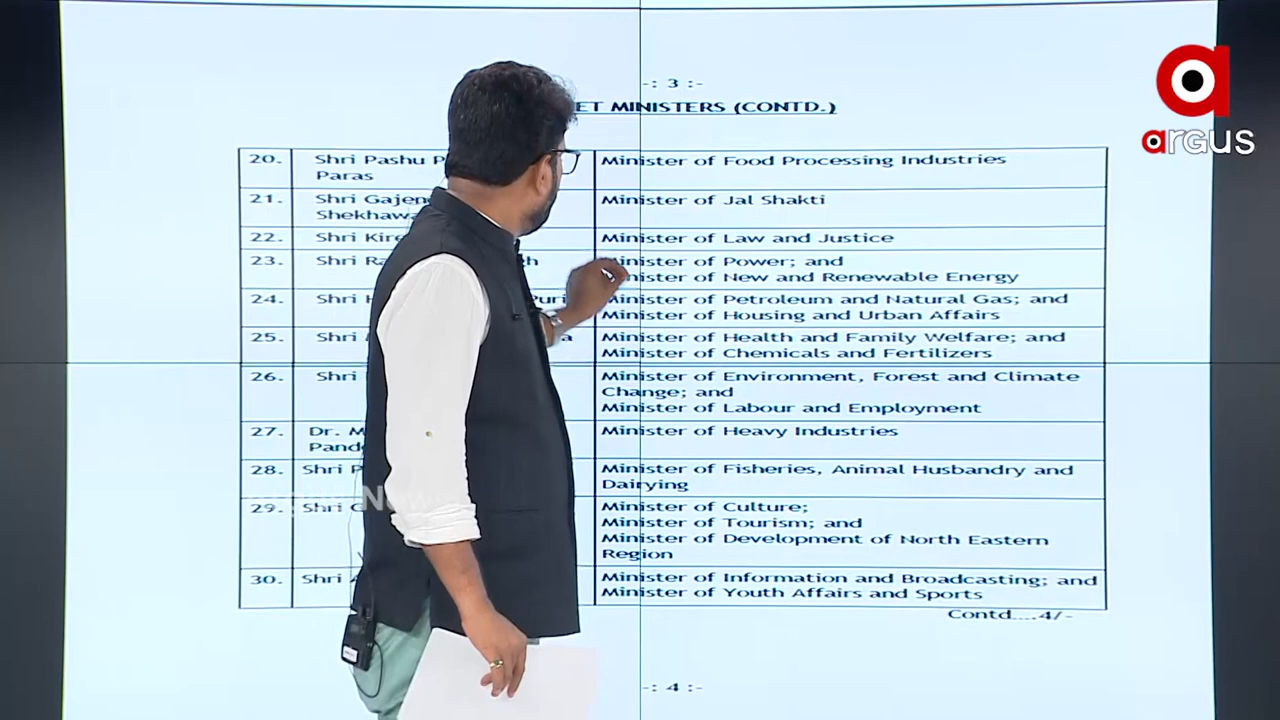 -: 3 :-
ET MINISTERS (CONTD.)
20. Shri Pashu P Minister of Food Processing Industries
Paras
21. Shri Gajen Minister of Jal Shakti
Shekhawa
22. Shri Kire Minister of Law and Justice
23. Shri Ra gh Minister of Power; and
Minister of New and Renewable Energy
24. Shri H Puri Minister of Petroleum and Natural Gas; and
Minister of Housing and Urban Affairs
25. Shri a Minister of Health and Family Welfare; and
Minister of Chemicals and Fertilizers
26. Shri Minister of Environment, Forest and Climate
Change; and
Minister of Labour and Employment
27. Dr. M Minister of Heavy Industries
Pande
28. Shri P Minister of Fisheries, Animal Husbandry and
Dairying
29. Shri G Minister of Culture;
Minister of Tourism; and
Minister of Development of North Eastern
Region
30. Shri A Minister of Information and Broadcasting; and
Minister of Youth Affairs and Sports
Contd....4/-
-: 4 :-
argus